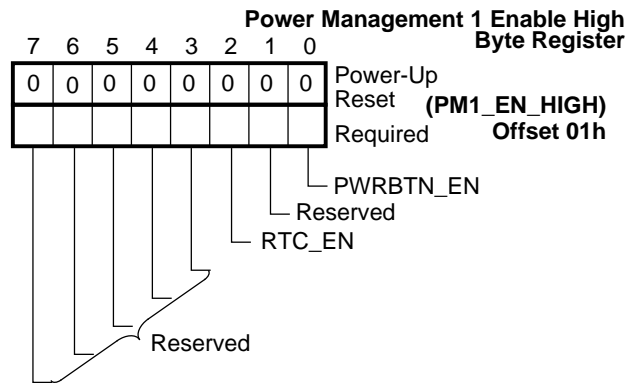 Power Management 1 Enable High
Byte Register
7 6 5 4 3 2 1 0
0 0 0 0 0 0 0 0 Power-Up
Reset (PM1_EN_HIGH)
Required Offset 01h
PWRBTN_EN
Reserved
RTC_EN
Reserved